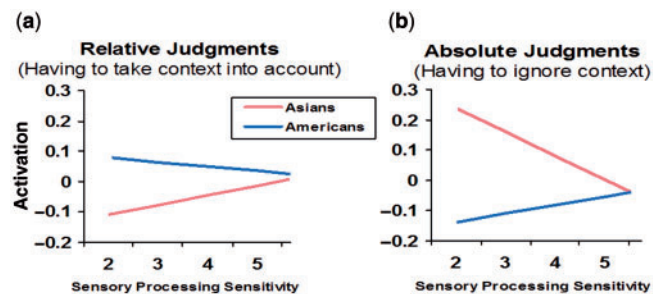 (a)
Relative Judgments
(Having to take context into account)
0.3
0.2
0.1
0
−0.1
−0.2
Activation
2 3 4 5
Sensory Processing Sensitivity
Asians
Americans
(b)
Absolute Judgments
(Having to ignore context)
0.3
0.2
0.1
0
−0.1
−0.2
2 3 4 5
Sensory Processing Sensitivity